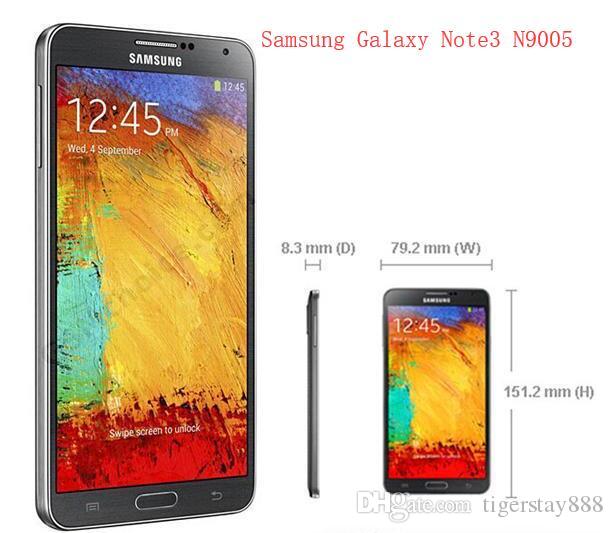 Samsung Galaxy Note3 N9005
SAMSUNG
12:45
12:45 PM
Wed, 4 September
Swipe screen to unlock
8.3 mm (D)
79.2 mm (W)
SAMSUNG
12:45
151.2 mm (H)
DHgate.com tigerstay888